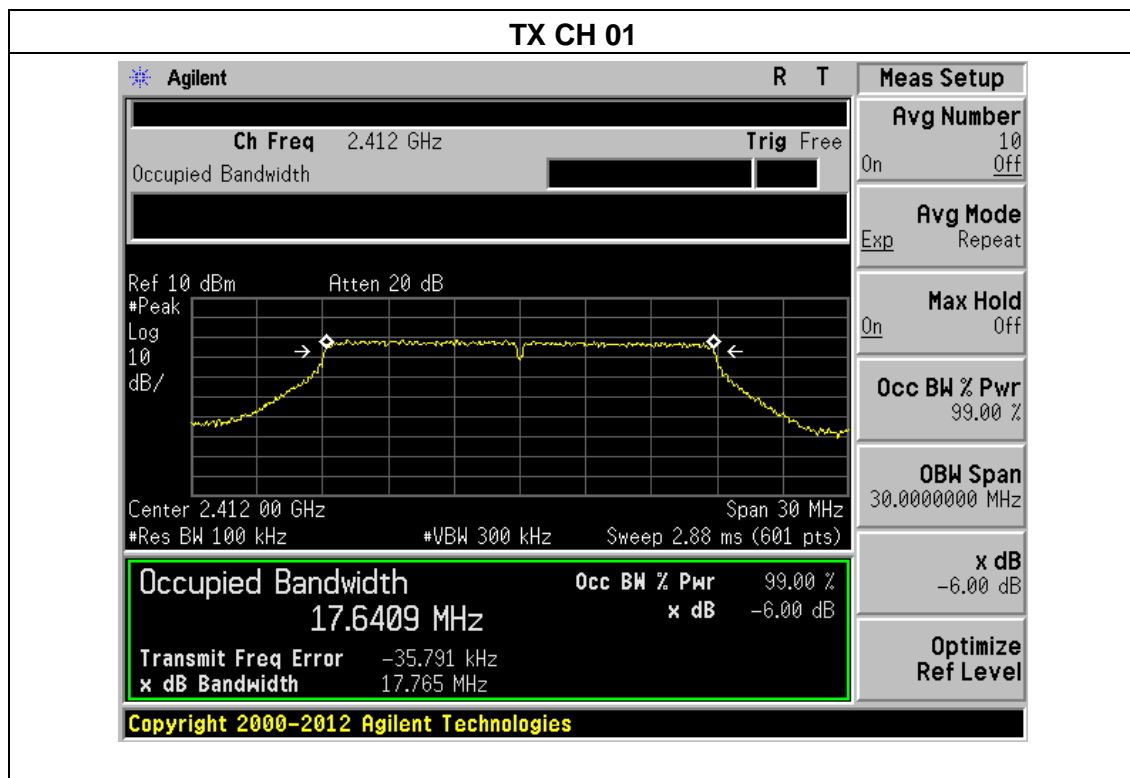 TX CH 01
Agilent R T
Ch Freq 2.412 GHz Trig Free
Occupied Bandwidth
Ref 10 dBm Atten 20 dB
#Peak
Log
10
dB/
Center 2.412 00 GHz Span 30 MHz
#Res BW 100 kHz #VBW 300 kHz Sweep 2.88 ms (601 pts)
Occupied Bandwidth Occ BW % Pwr 99.00 %
17.6409 MHz x dB -6.00 dB
Transmit Freq Error -35.791 kHz
x dB Bandwidth 17.765 MHz
Copyright 2000-2012 Agilent Technologies
Meas Setup
Avg Number
10
On Off
Avg Mode
Exp Repeat
Max Hold
On Off
Occ BW % Pwr
99.00 %
OBW Span
30.0000000 MHz
x dB
-6.00 dB
Optimize
Ref Level